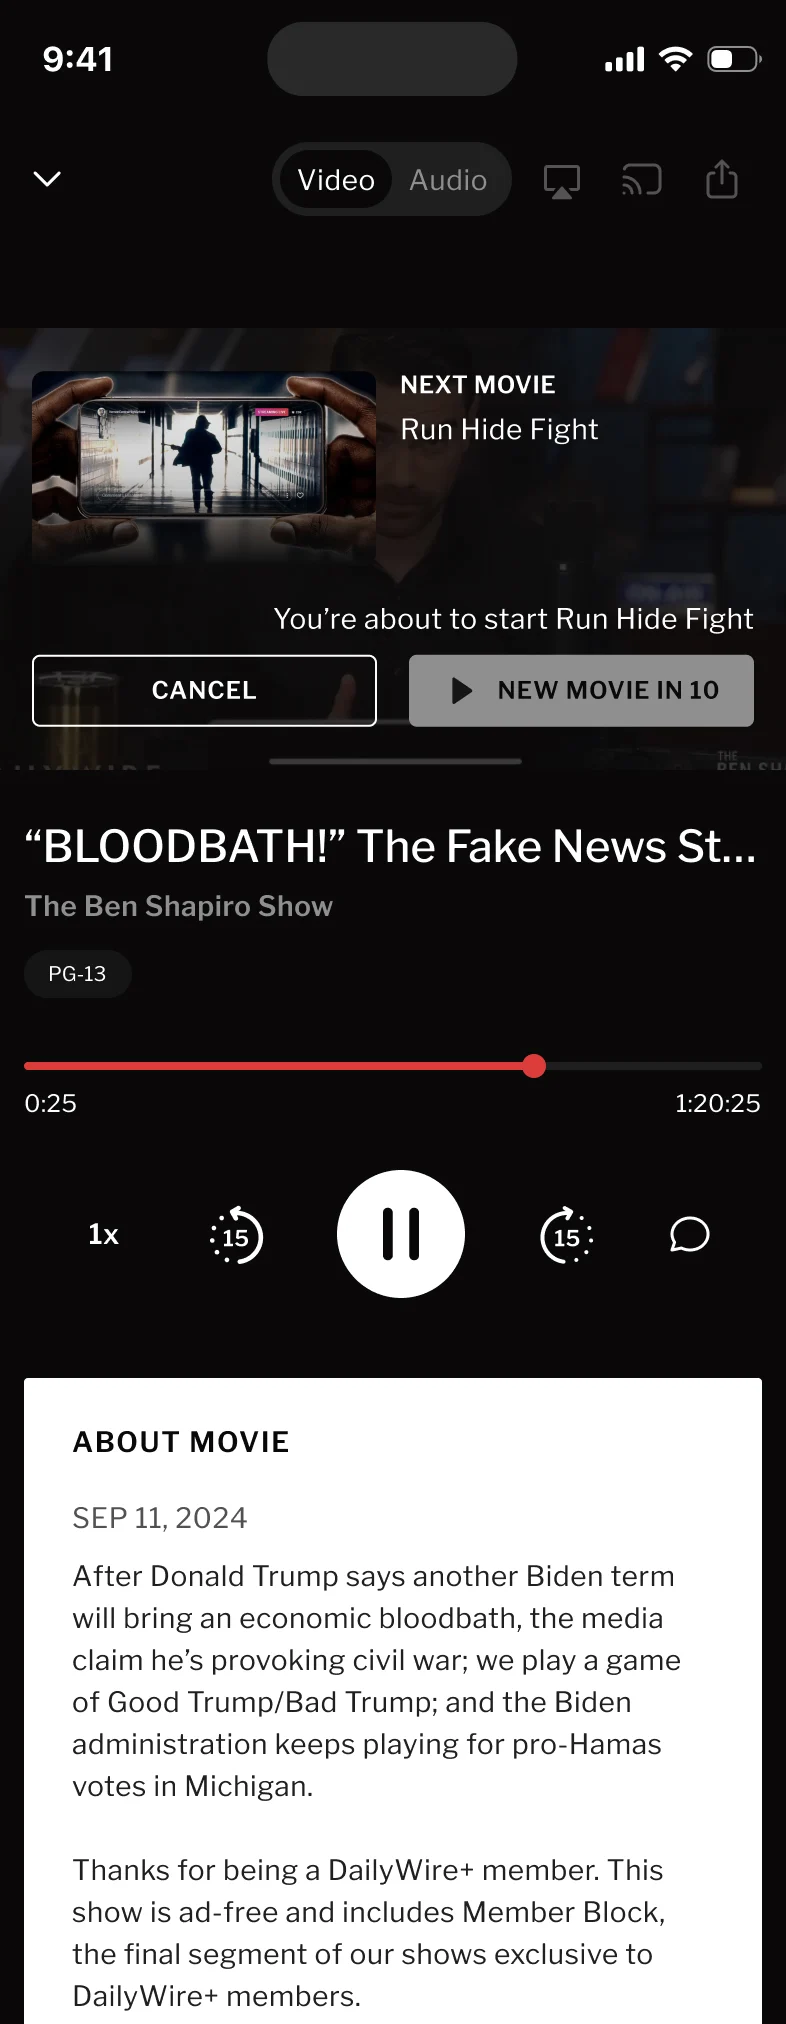 9:41
Video Audio
NEXT MOVIE
Run Hide Fight
You’re about to start Run Hide Fight
CANCEL
NEW MOVIE IN 10
THE
“BLOODBATH!” The Fake News St...
The Ben Shapiro Show
PG-13
0:25
1:20:25
1x
15
15
ABOUT MOVIE
SEP 11, 2024
After Donald Trump says another Biden term
will bring an economic bloodbath, the media
claim he’s provoking civil war; we play a game
of Good Trump/Bad Trump; and the Biden
administration keeps playing for pro-Hamas
votes in Michigan.
Thanks for being a DailyWire+ member. This
show is ad-free and includes Member Block,
the final segment of our shows exclusive to
DailyWire+ members.